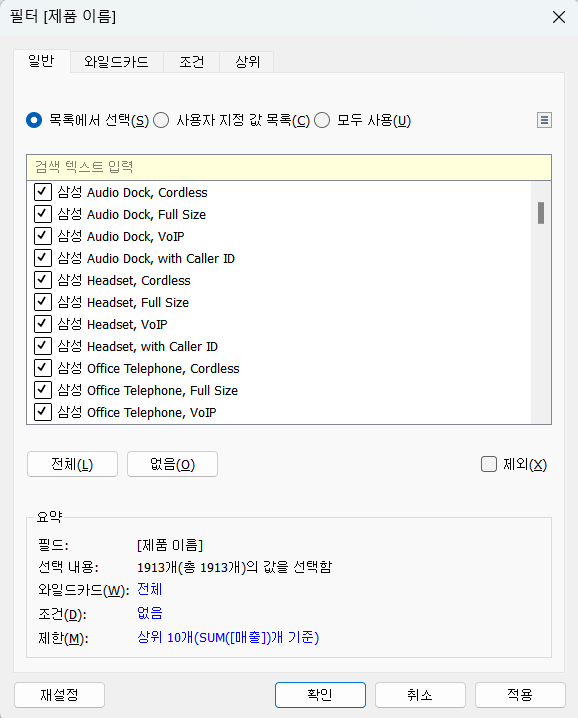 필터 [제품 이름]
일반 와일드카드 조건 상위
목록에서 선택(S) 사용자 지정 값 목록(C) 모두 사용(U)
검색 텍스트 입력
삼성 Audio Dock, Cordless
삼성 Audio Dock, Full Size
삼성 Audio Dock, VoIP
삼성 Audio Dock, with Caller ID
삼성 Headset, Cordless
삼성 Headset, Full Size
삼성 Headset, VoIP
삼성 Headset, with Caller ID
삼성 Office Telephone, Cordless
삼성 Office Telephone, Full Size
삼성 Office Telephone, VoIP
전체(L) 없음(O) 제외(X)
요약
필드: [제품 이름]
선택 내용: 1913개(총 1913개)의 값을 선택함
와일드카드(W): 전체
조건(D): 없음
제한(M): 상위 10개(SUM([매출])개 기준)
재설정 확인 취소 적용